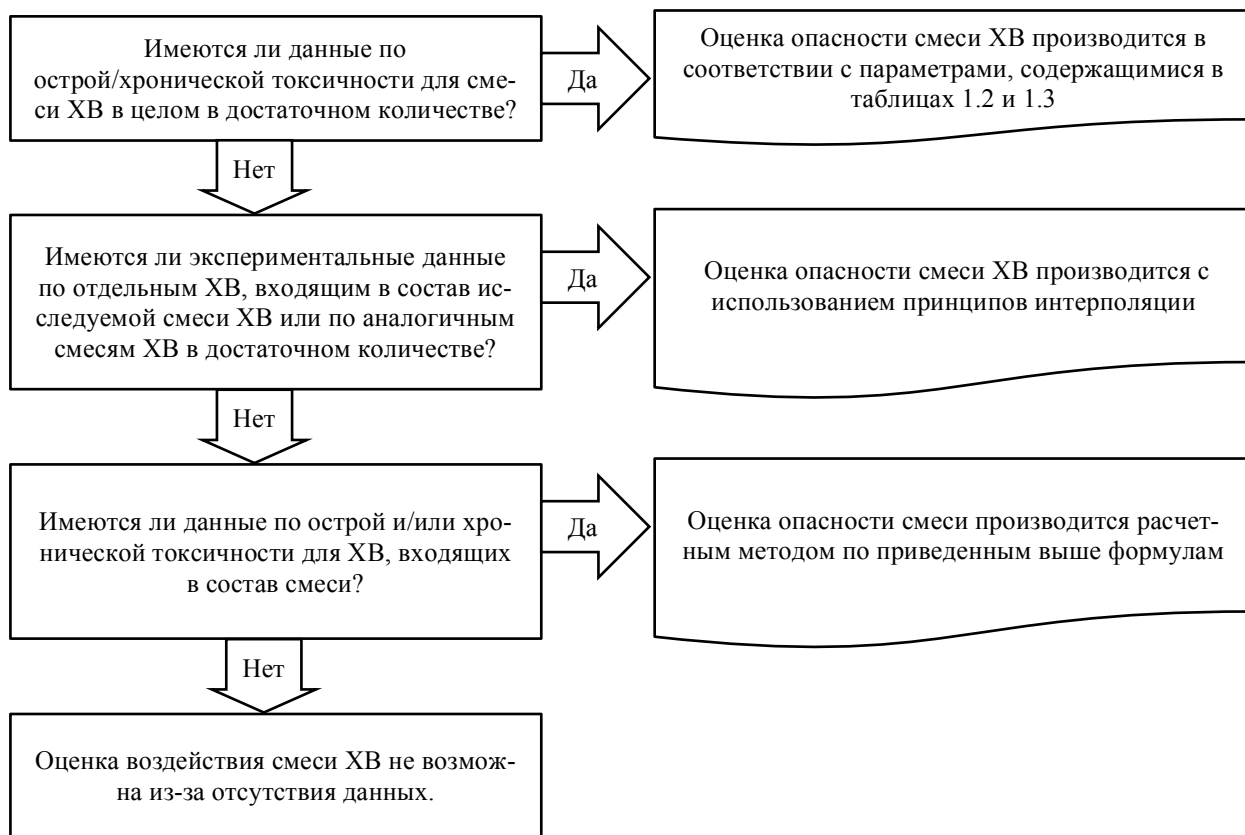 Имеются ли данные по
острой/хронической токсичности для сме-
си ХВ в целом в достаточном количестве?
Да
Оценка опасности смеси ХВ производится в
соответствии с параметрами, содержащимися в
таблицах 1.2 и 1.3
Нет
Имеются ли экспериментальные данные
по отдельным ХВ, входящим в состав ис-
следуемой смеси ХВ или по аналогичным
смесям ХВ в достаточном количестве?
Да
Оценка опасности смеси ХВ производится с
использованием принципов интерполяции
Нет
Имеются ли данные по острой и/или хро-
нической токсичности для ХВ, входящих
в состав смеси?
Да
Оценка опасности смеси производится расчет-
ным методом по приведенным выше формулам
Нет
Оценка воздействия смеси ХВ не возмож-
на из-за отсутствия данных.